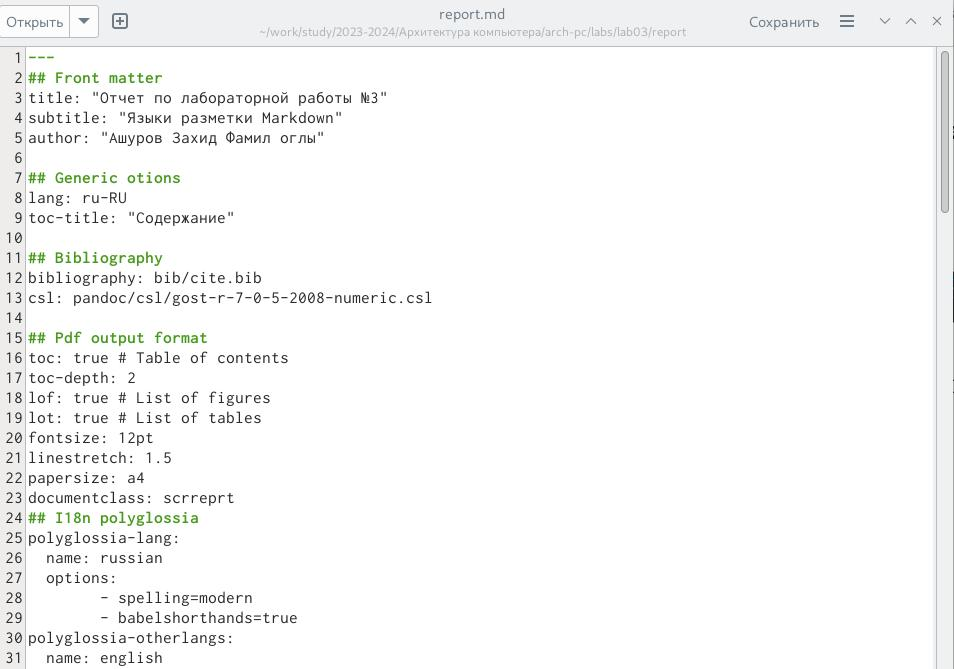 Открыть
report.md
~/work/study/2023-2024/Архитектура компьютера/arch-pc/labs/lab03/report
Сохранить
1 ---
2 ## Front matter
3 title: "Отчет по лабораторной работы №3"
4 subtitle: "Языки разметки Markdown"
5 author: "Ашуров Захид Фамил оглы"
6
7 ## Generic otions
8 lang: ru-RU
9 toc-title: "Содержание"
10
11 ## Bibliography
12 bibliography: bib/cite.bib
13 csl: pandoc/csl/gost-r-7-0-5-2008-numeric.csl
14
15 ## Pdf output format
16 toc: true # Table of contents
17 toc-depth: 2
18 lof: true # List of figures
19 lot: true # List of tables
20 fontsize: 12pt
21 linestretch: 1.5
22 papersize: a4
23 documentclass: scrreprt
24 ## I18n polyglossia
25 polyglossia-lang:
26   name: russian
27   options:
28         - spelling=modern
29         - babelshorthands=true
30 polyglossia-otherlangs:
31   name: english